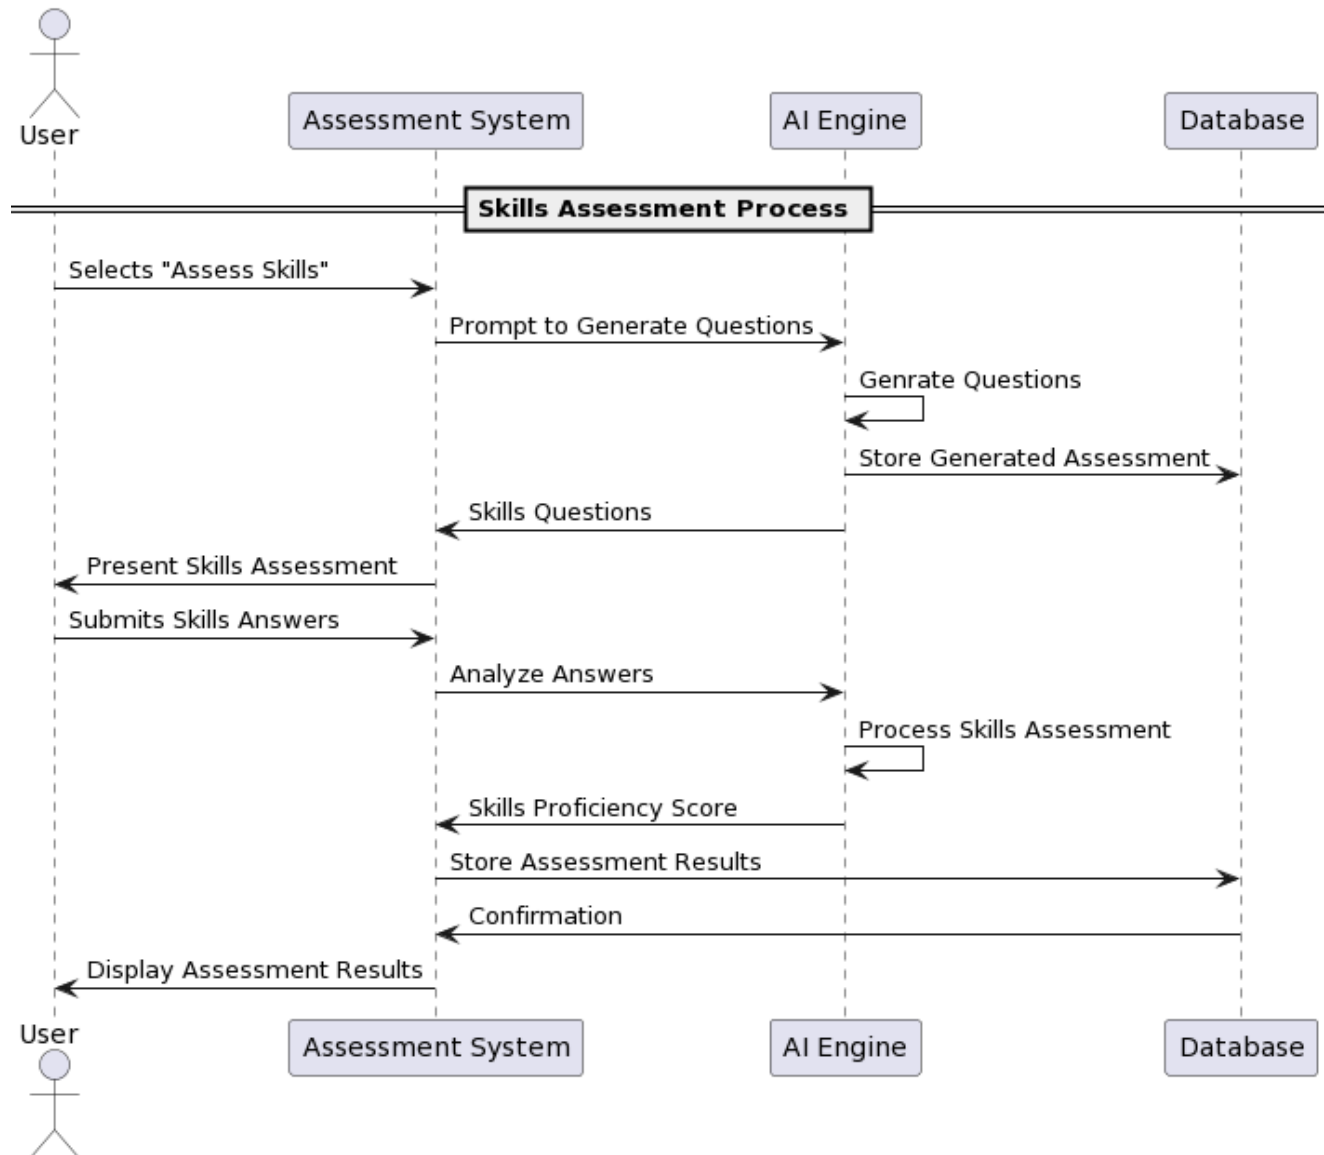 User
Assessment System
AI Engine
Database
Skills Assessment Process
Selects "Assess Skills"
Prompt to Generate Questions
Genrate Questions
Store Generated Assessment
Skills Questions
Present Skills Assessment
Submits Skills Answers
Analyze Answers
Process Skills Assessment
Skills Proficiency Score
Store Assessment Results
Confirmation
Display Assessment Results
User
Assessment System
AI Engine
Database